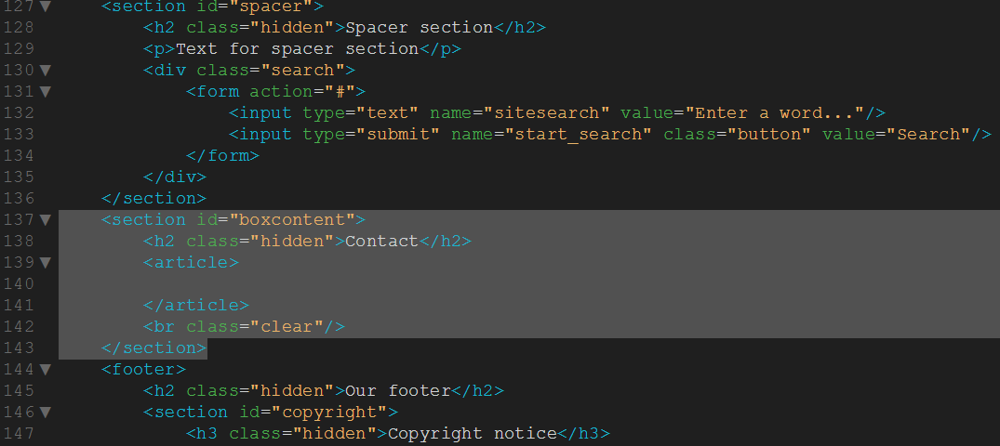 127 ▼ <section id="spacer">
128 <h2 class="hidden">Spacer section</h2>
129 <p>Text for spacer section</p>
130 ▼ <div class="search">
131 ▼ <form action="#">
132 <input type="text" name="sitesearch" value="Enter a word..."/>
133 <input type="submit" name="start_search" class="button" value="Search"/>
134 </form>
135 </div>
136 </section>
137 ▼ <section id="boxcontent">
138 <h2 class="hidden">Contact</h2>
139 ▼ <article>
140
141 </article>
142 <br class="clear"/>
143 </section>
144 ▼ <footer>
145 <h2 class="hidden">Our footer</h2>
146 ▼ <section id="copyright">
147 <h3 class="hidden">Copyright notice</h3>